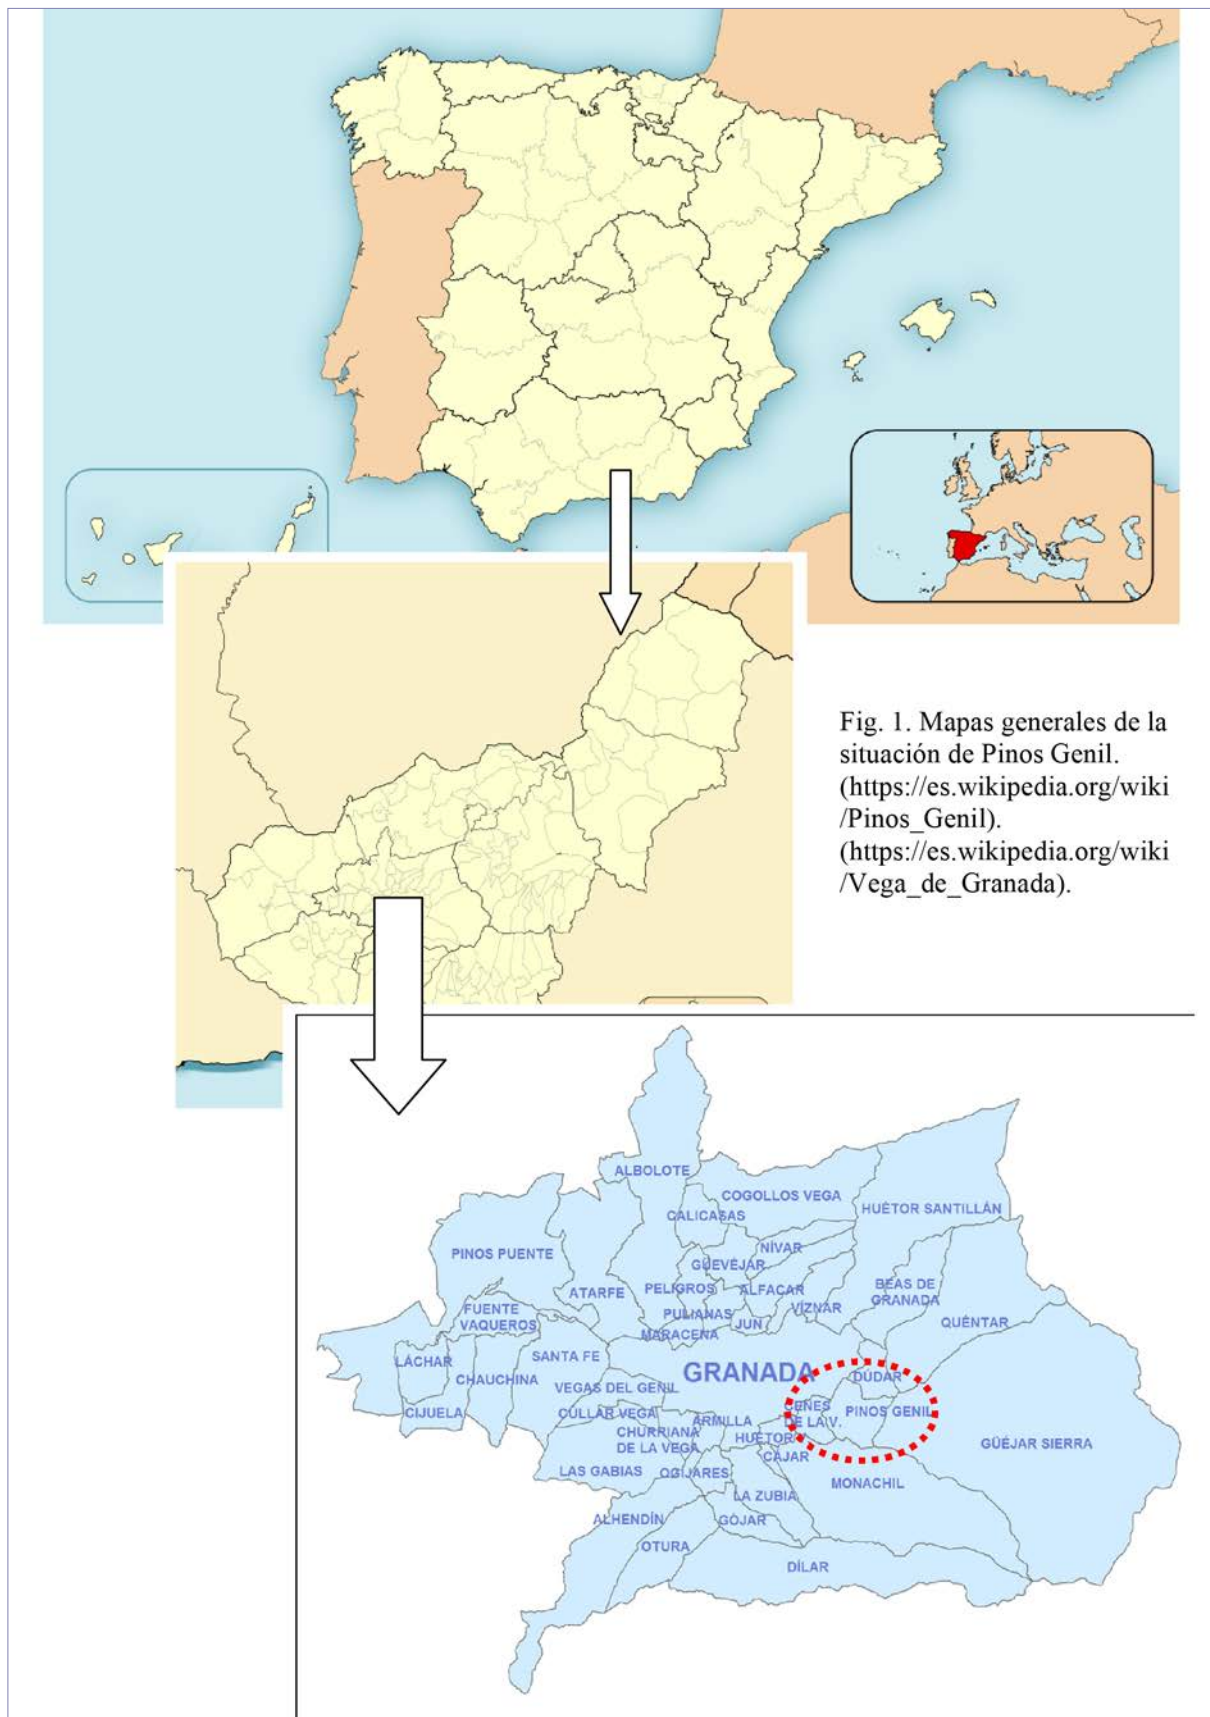 Fig. 1. Mapas generales de la
situación de Pinos Genil.
(https://es.wikipedia.org/wiki
/Pinos_Genil).
(https://es.wikipedia.org/wiki
/Vega_de_Granada).
ALBOLOTE
COGOLLOS VEGA
HUÉTOR SANTILLÁN
CALICASAS
PINOS PUENTE
NÍVAR
GÜEVÉJAR
ATARFE
PELIGROS
ALFACAR
BEAS DE
GRANADA
FUENTE
VAQUEROS
PULIANAS
JUN
VÍZNAR
QUÉNTAR
MARACENA
LÁCHAR
CHAUCHINA
SANTA FE
GRANADA
DÚDAR
VEGAS DEL GENIL
CIJUELA
CÚLLAR VEGA
ARMILLA
CENES
DE LA V.
PINOS GENIL
CHURRIANA
DE LA VEGA
HUÉTOR V.
CÁJAR
GÜÉJAR SIERRA
LAS GABIAS
OGÍJARES
MONACHIL
LA ZUBIA
ALHENDÍN
GÓJAR
OTURA
DÍLAR